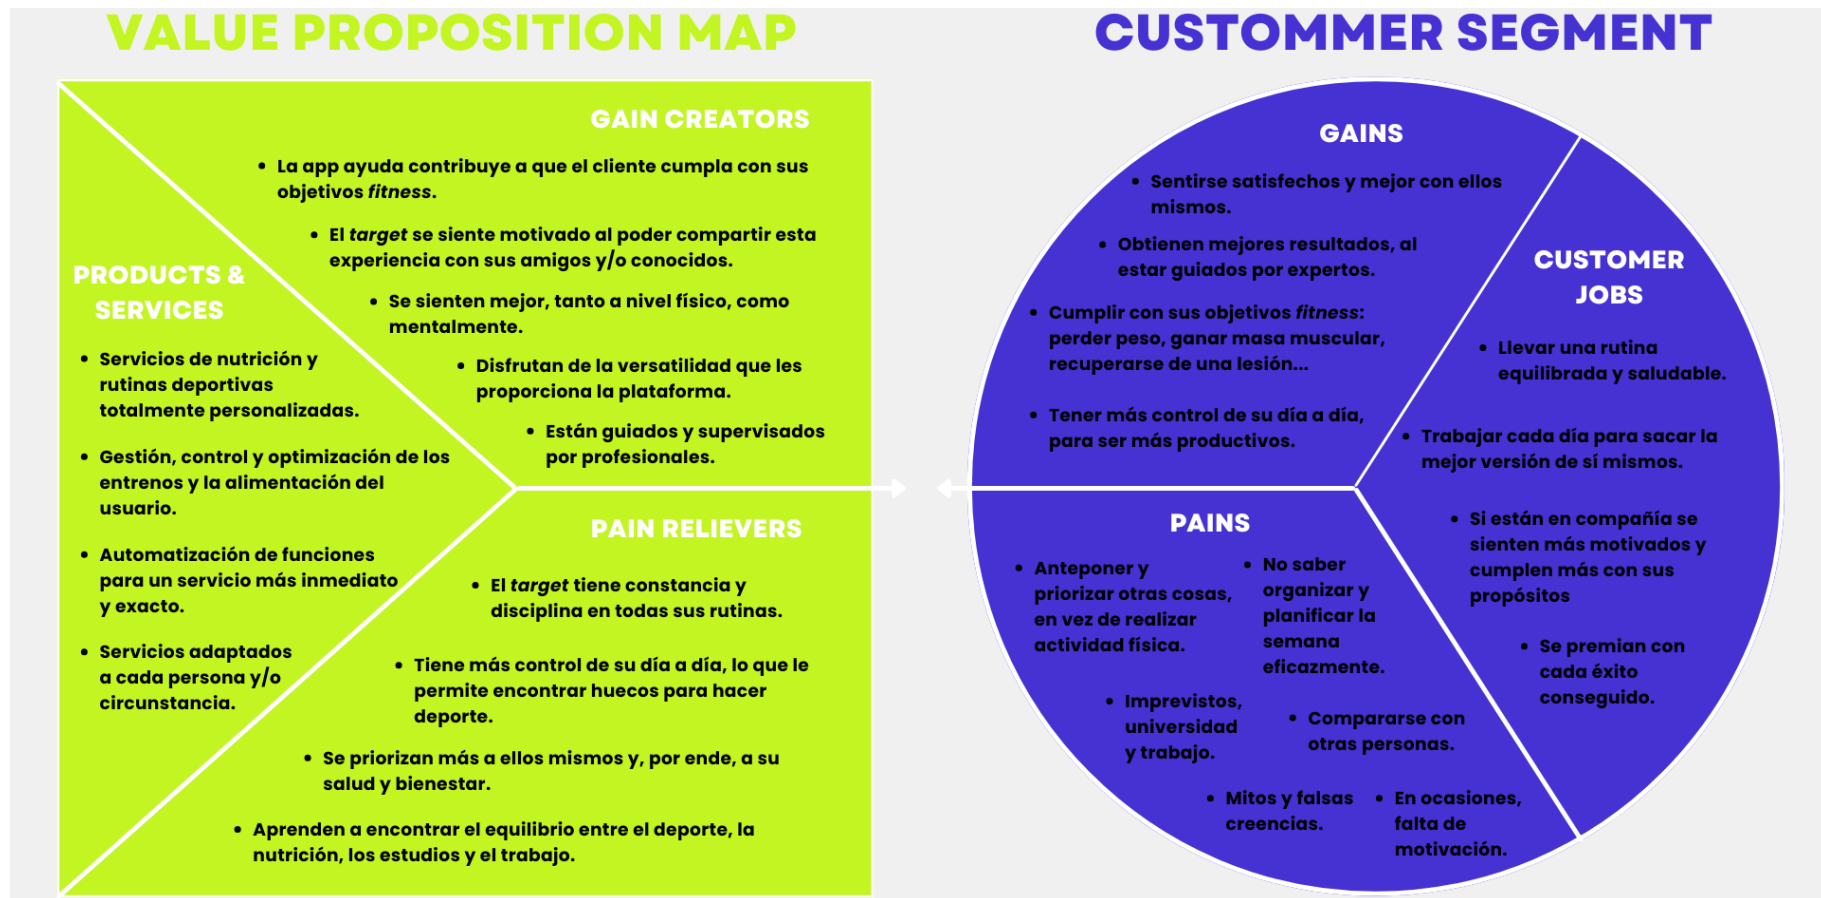 VALUE PROPOSITION MAP
GAIN CREATORS
• La app ayuda contribuye a que el cliente cumpla con sus
objetivos fitness.
• El target se siente motivado al poder compartir esta
experiencia con sus amigos y/o conocidos.
• Se sienten mejor, tanto a nivel físico, como
mentalmente.
• Disfrutan de la versatilidad que les
proporciona la plataforma.
• Están guiados y supervisados
por profesionales.
PRODUCTS &
SERVICES
• Servicios de nutrición y
rutinas deportivas
totalmente personalizadas.
• Gestión, control y optimización de los
entrenos y la alimentación del
usuario.
• Automatización de funciones
para un servicio más inmediato
y exacto.
• Servicios adaptados
a cada persona y/o
circunstancia.
PAIN RELIEVERS
• El target tiene constancia y
disciplina en todas sus rutinas.
• Tiene más control de su día a día, lo que le
permite encontrar huecos para hacer
deporte.
• Se priorizan más a ellos mismos y, por ende, a su
salud y bienestar.
• Aprenden a encontrar el equilibrio entre el deporte, la
nutrición, los estudios y el trabajo.
CUSTOMMER SEGMENT
GAINS
• Sentirse satisfechos y mejor con ellos
mismos.
• Obtienen mejores resultados, al
estar guiados por expertos.
• Cumplir con sus objetivos fitness:
perder peso, ganar masa muscular,
recuperarse de una lesión...
• Tener más control de su día a día,
para ser más productivos.
CUSTOMER
JOBS
• Llevar una rutina
equilibrada y saludable.
• Trabajar cada día para sacar la
mejor versión de sí mismos.
• Si están en compañía se
sienten más motivados y
cumplen más con sus
propósitos
• Se premian con
cada éxito
conseguido.
PAINS
• Anteponer y
priorizar otras cosas,
en vez de realizar
actividad física.
• No saber
organizar y
planificar la
semana
eficazmente.
• Imprevistos,
universidad
y trabajo.
• Compararse con
otras personas.
• Mitos y falsas
creencias.
• En ocasiones,
falta de
motivación.